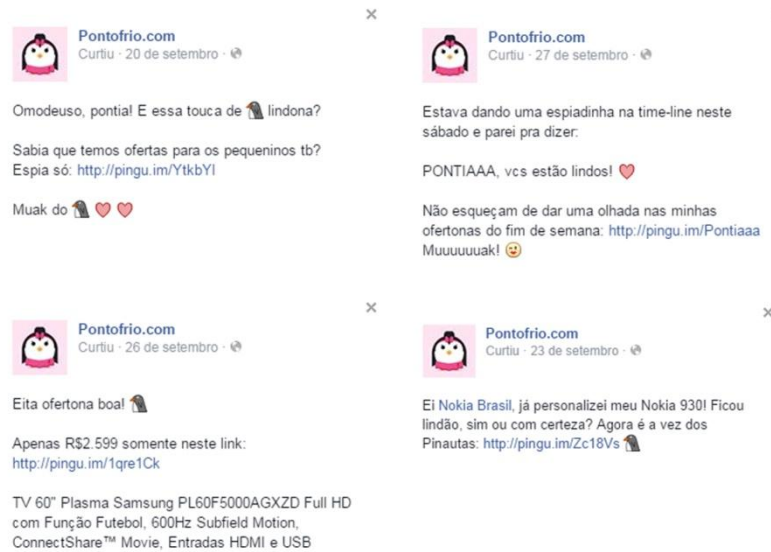 Pontofrio.com
Curtiu · 20 de setembro ·
Omodeuso, pontia! E essa touca de 🐧 lindona?
Sabia que temos ofertas para os pequeninos tb?
Espia só: http://pingu.im/YtkbYI
Muak do 🐧 ❤ ❤
Pontofrio.com
Curtiu · 27 de setembro ·
Estava dando uma espiadinha na time-line neste
sábado e parei pra dizer:
PONTIAAA, vcs estão lindos! ❤
Não esqueçam de dar uma olhada nas minhas
ofertonas do fim de semana: http://pingu.im/Pontiaaa
Muuuuuuak! 😉
Pontofrio.com
Curtiu · 26 de setembro ·
Eita ofertona boa! 🐧
Apenas R$2.599 somente neste link:
http://pingu.im/1qre1Ck
TV 60" Plasma Samsung PL60F5000AGXZD Full HD
com Função Futebol, 600Hz Subfield Motion,
ConnectShare™ Movie, Entradas HDMI e USB
Pontofrio.com
Curtiu · 23 de setembro ·
Ei Nokia Brasil, já personalizei meu Nokia 930! Ficou
lindão, sim ou com certeza? Agora é a vez dos
Pinautas: http://pingu.im/Zc18Vs 🐧